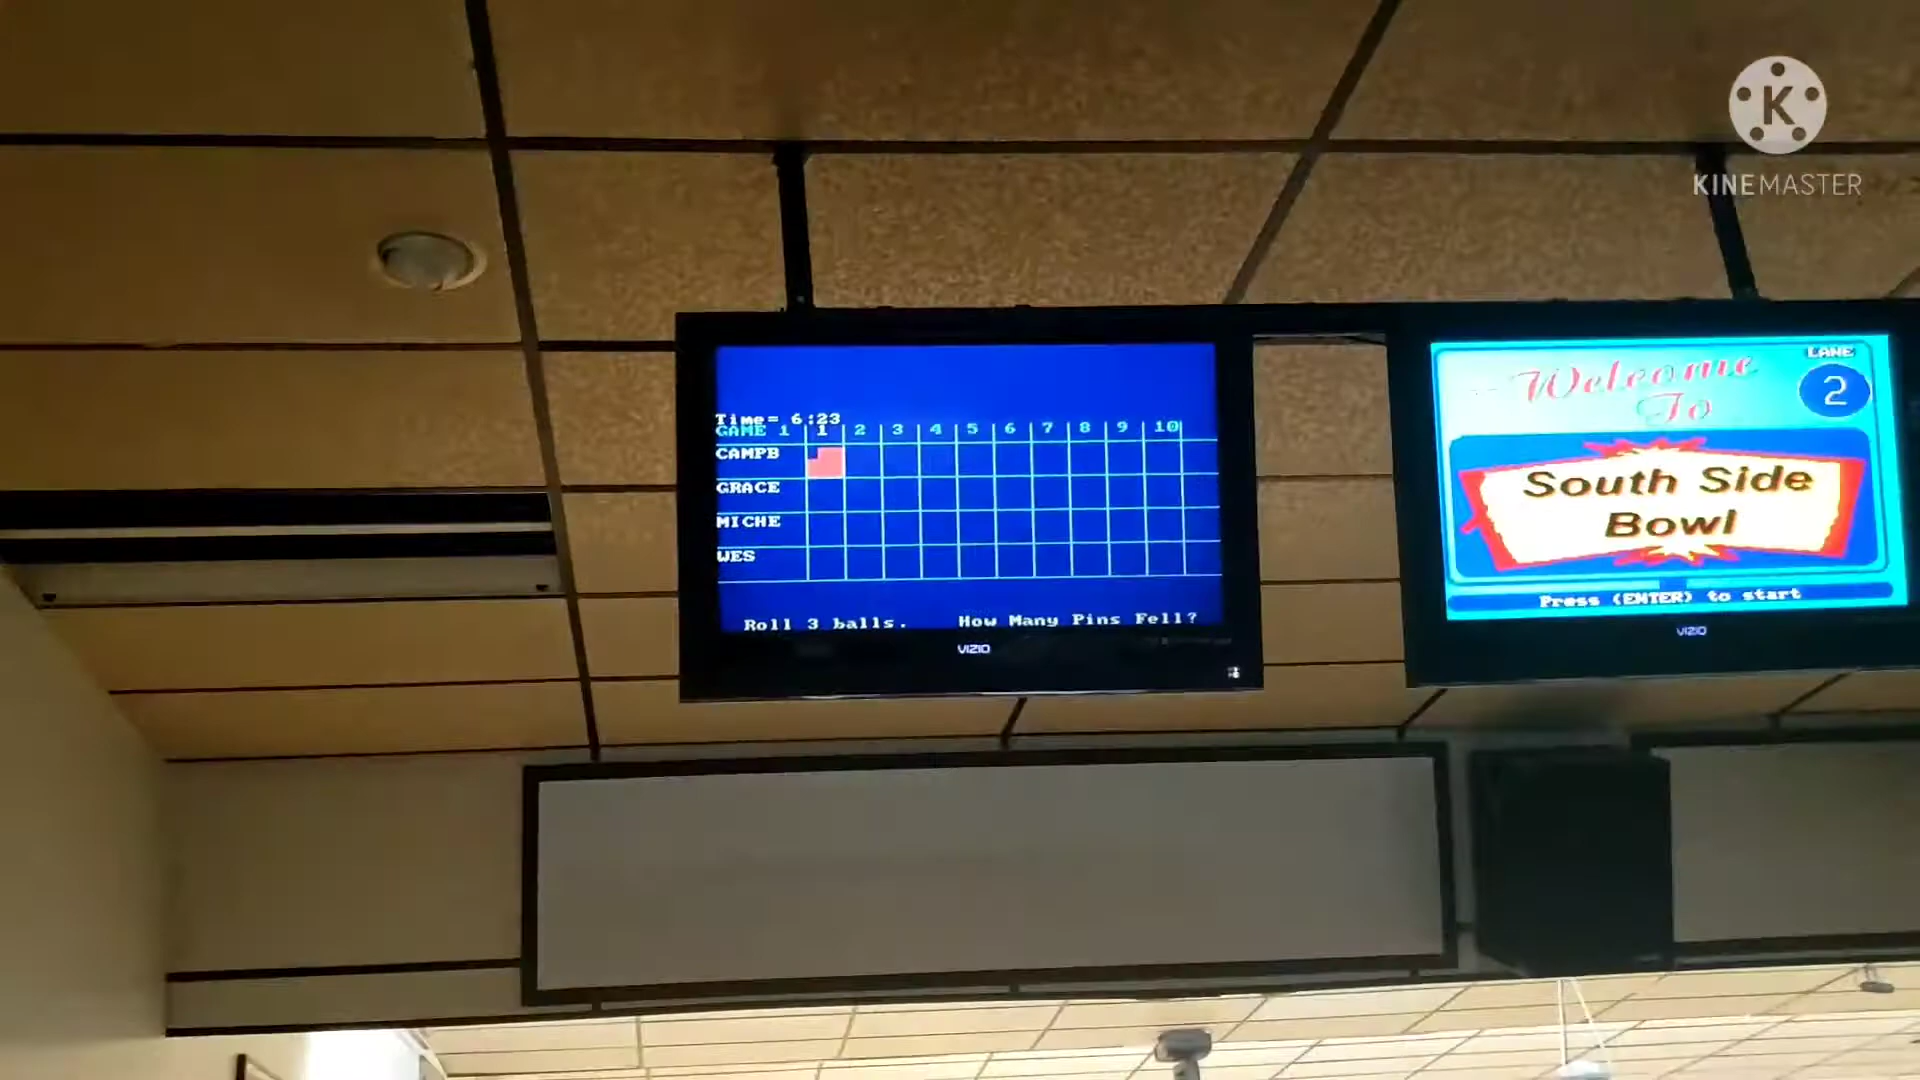 K
KINEMASTER
Time= 6:23
GAME 1 1 2 3 4 5 6 7 8 9 10
CAMPB
GRACE
MICHE
WES
Roll 3 balls. How Many Pins Fell?
VIZIO
LANE
2
Welcome
To
South Side
Bowl
Press (ENTER) to start
VIZIO